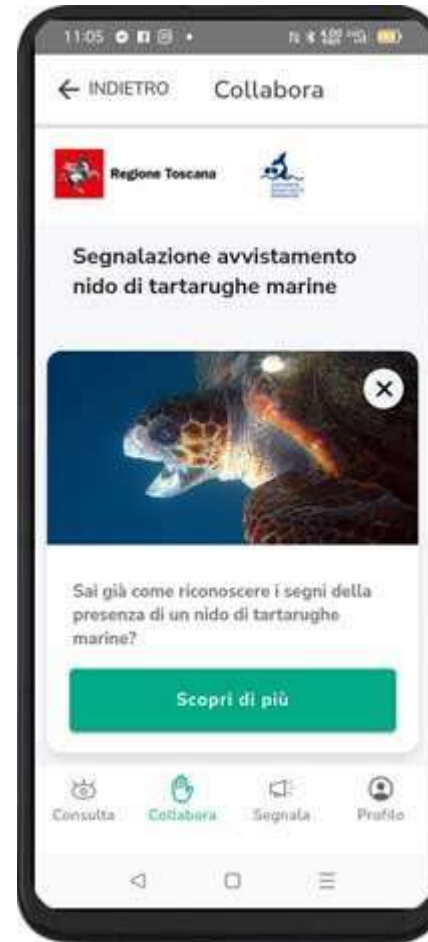 11:05
← INDIETRO Collabora
Regione Toscana
Segnalazione avvistamento
nido di tartarughe marine
Sai già come riconoscere i segni della
presenza di un nido di tartarughe
marine?
Scopri di più
Consulta Collabora Segnala Profilo